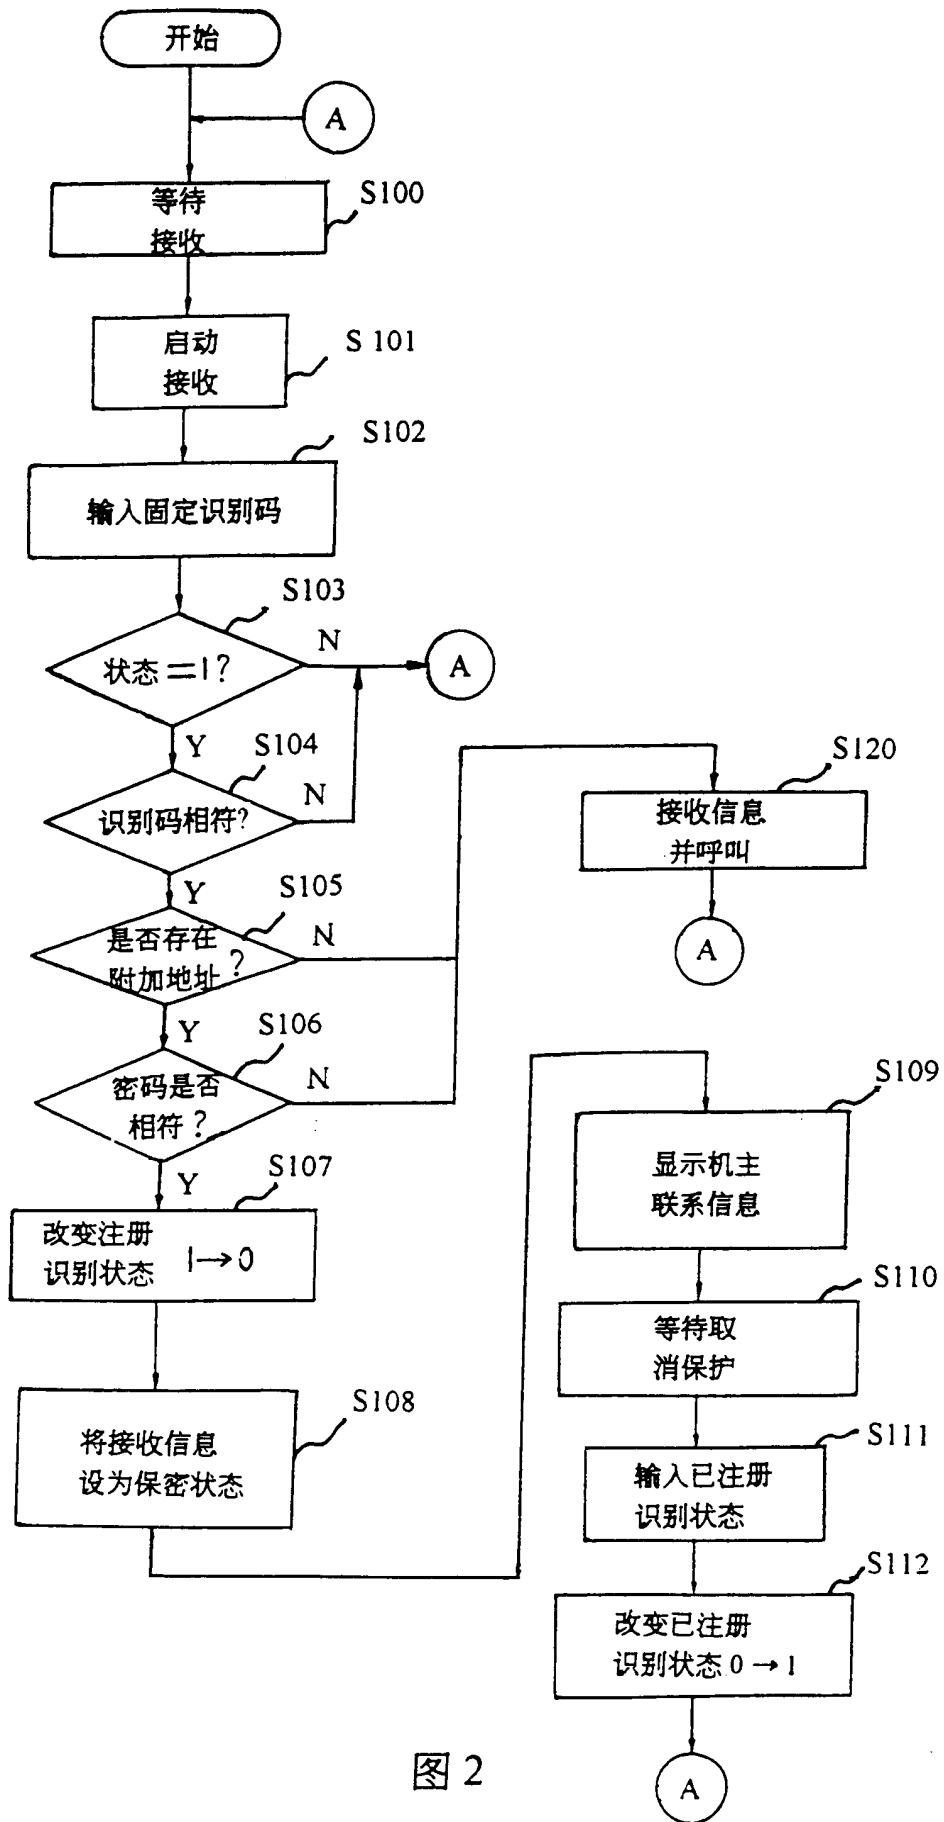 开始
A
S100
等待
接收
S 101
启动
接收
S102
输入固定识别码
S103
状态=1?
N
A
Y
S104
识别码相符?
N
Y
S105
是否存在
附加地址?
N
Y
S106
密码是否
相符?
N
Y
S107
改变注册
识别状态 1→0
S108
将接收信息
设为保密状态
S120
接收信息
并呼叫
A
S109
显示机主
联系信息
S110
等待取
消保护
S111
输入已注册
识别状态
S112
改变已注册
识别状态 0→1
A
图 2